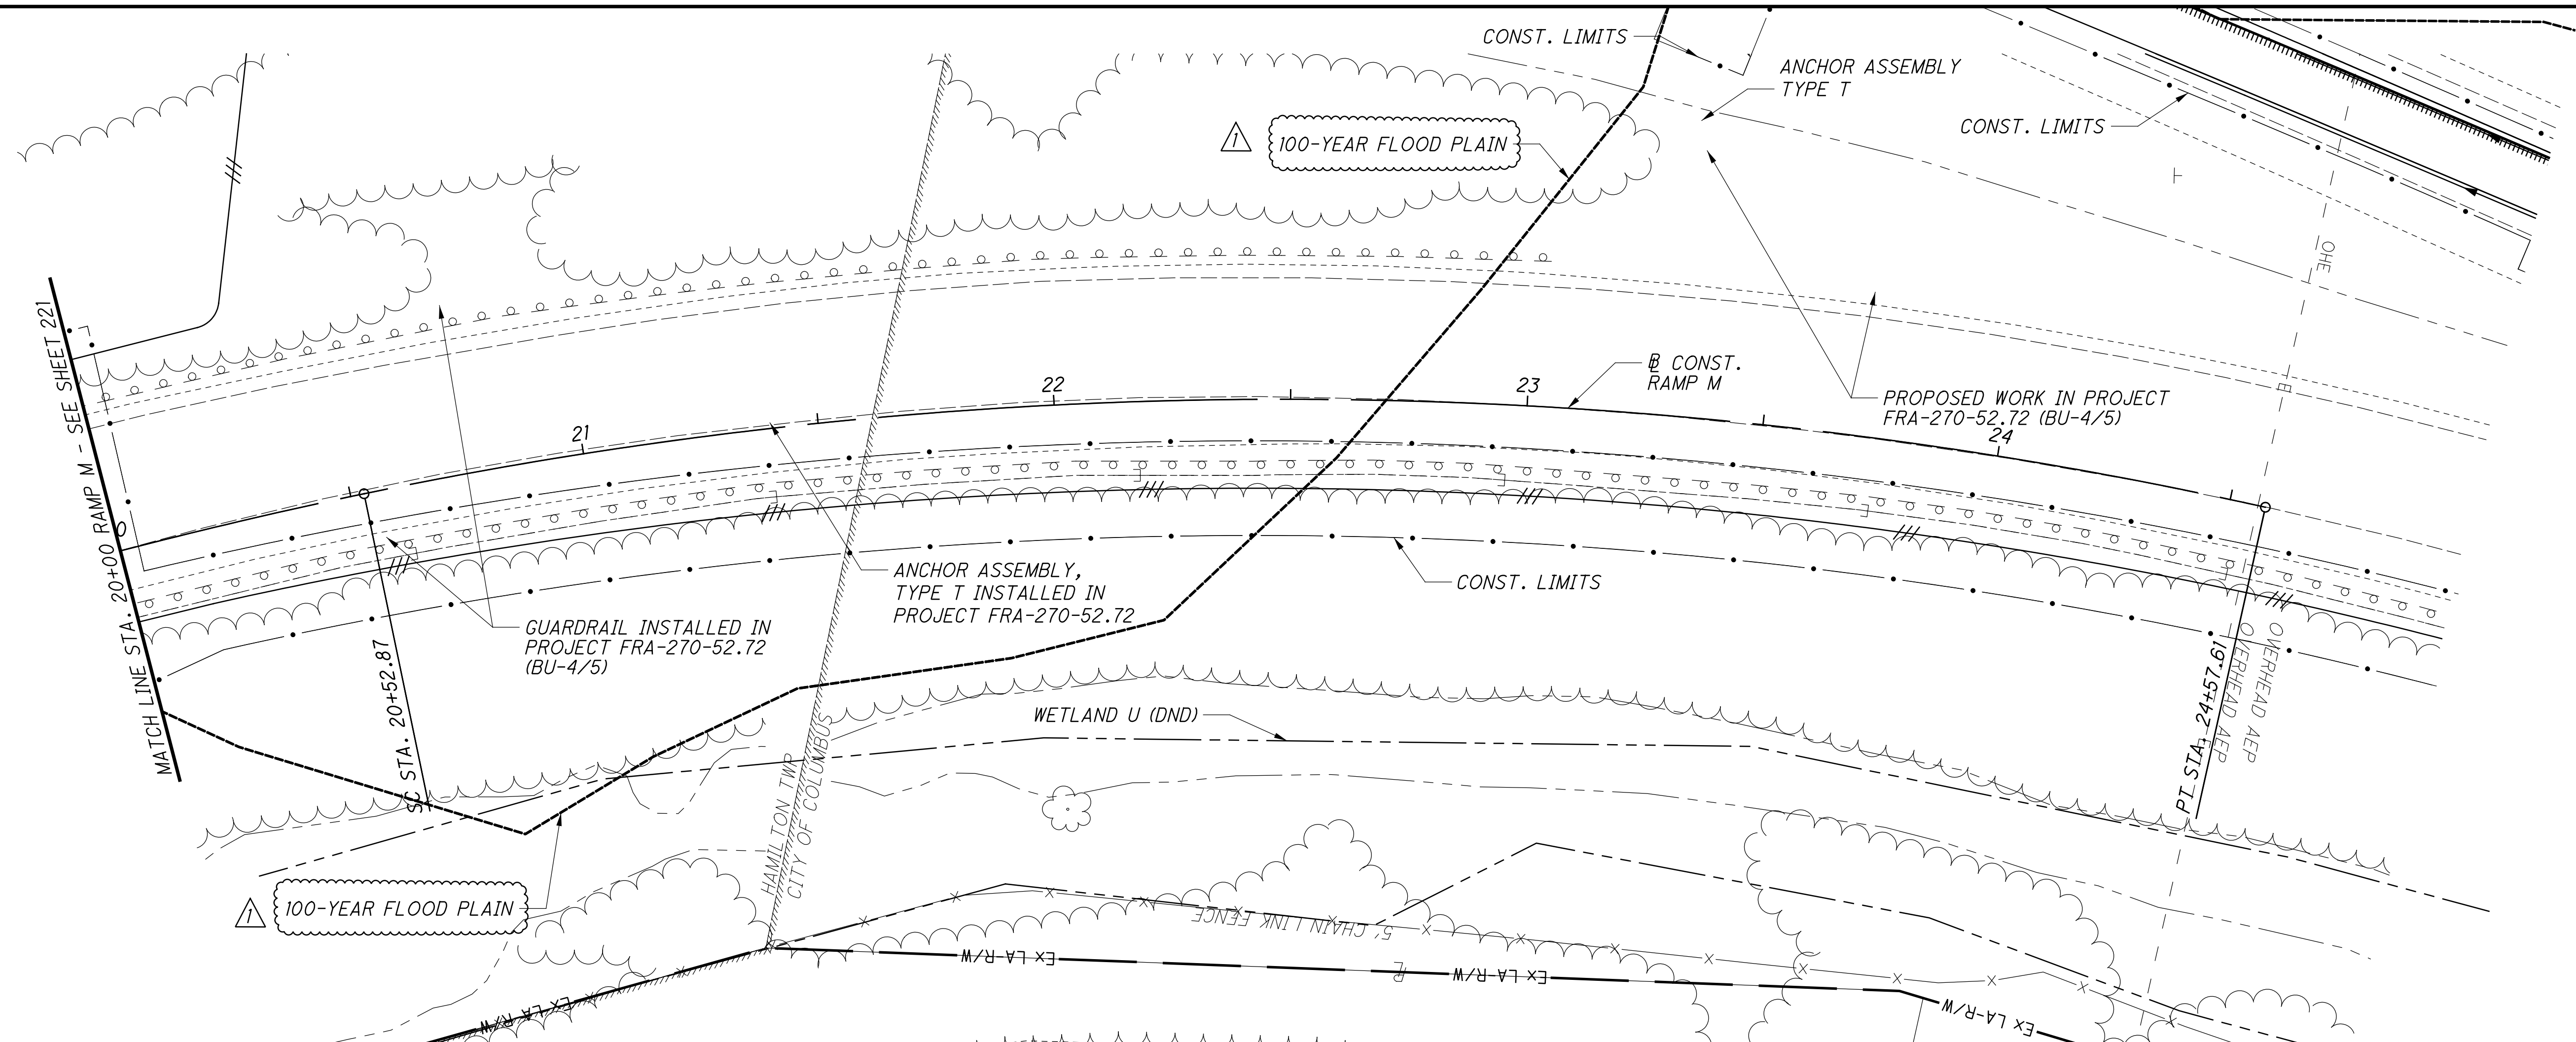 CONST. LIMITS
ANCHOR ASSEMBLY
TYPE T
CONST. LIMITS
1
100-YEAR FLOOD PLAIN
OHE
MATCH LINE STA. 20+00 RAMP M - SEE SHEET 221
0
21
22
23
24
B CONST.
RAMP M
PROPOSED WORK IN PROJECT
FRA-270-52.72 (BU-4/5)
ANCHOR ASSEMBLY,
TYPE T INSTALLED IN
PROJECT FRA-270-52.72
CONST. LIMITS
GUARDRAIL INSTALLED IN
PROJECT FRA-270-52.72
(BU-4/5)
SC STA. 20+52.87
PI STA. 24+57.61
OVERHEAD AEP
OVERHEAD AEP
WETLAND U (DND)
HAMILTON TWP
CITY OF COLUMBUS
1
100-YEAR FLOOD PLAIN
5' CHAIN LINK FENCE
Ex LA-R/W
Ex LA-R/W
Ex LA R/W
Ex LA-R/W